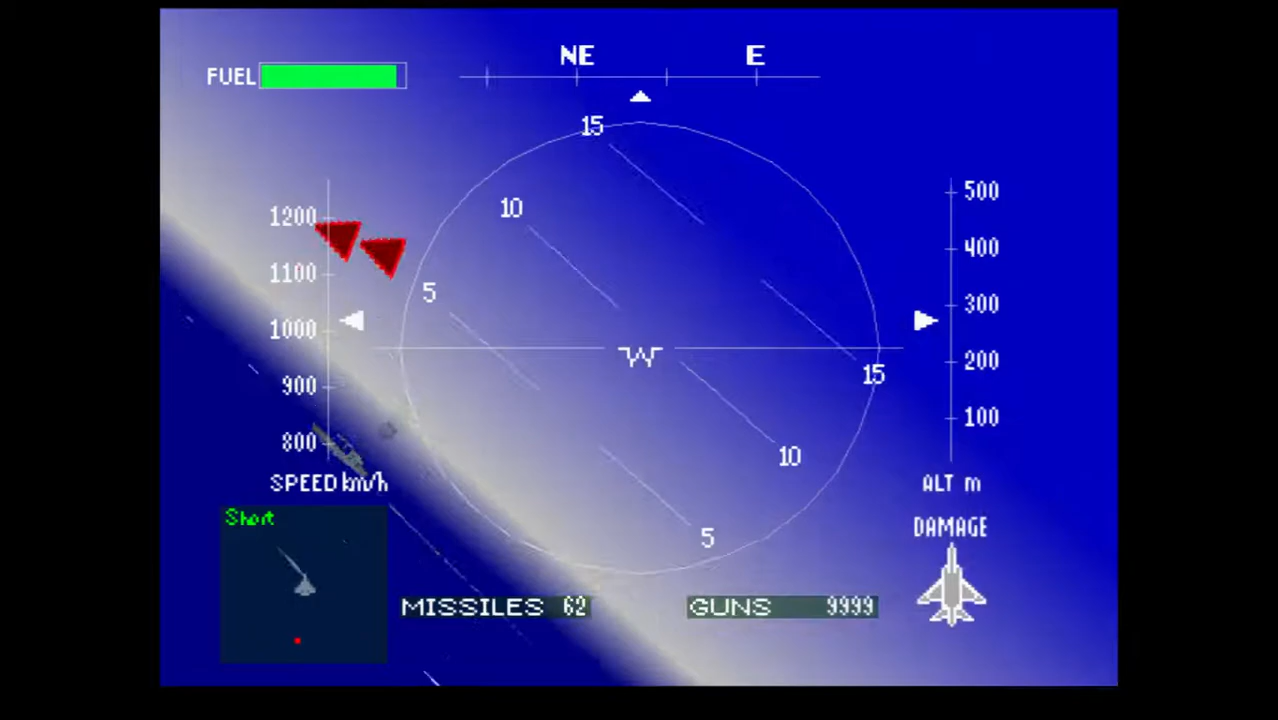 NE E
FUEL
15
10
5
15
10
5
1200
1100
1000
900
800
SPEED km/h
500
400
300
200
100
ALT m
DAMAGE
Short
MISSILES 62
GUNS 9999